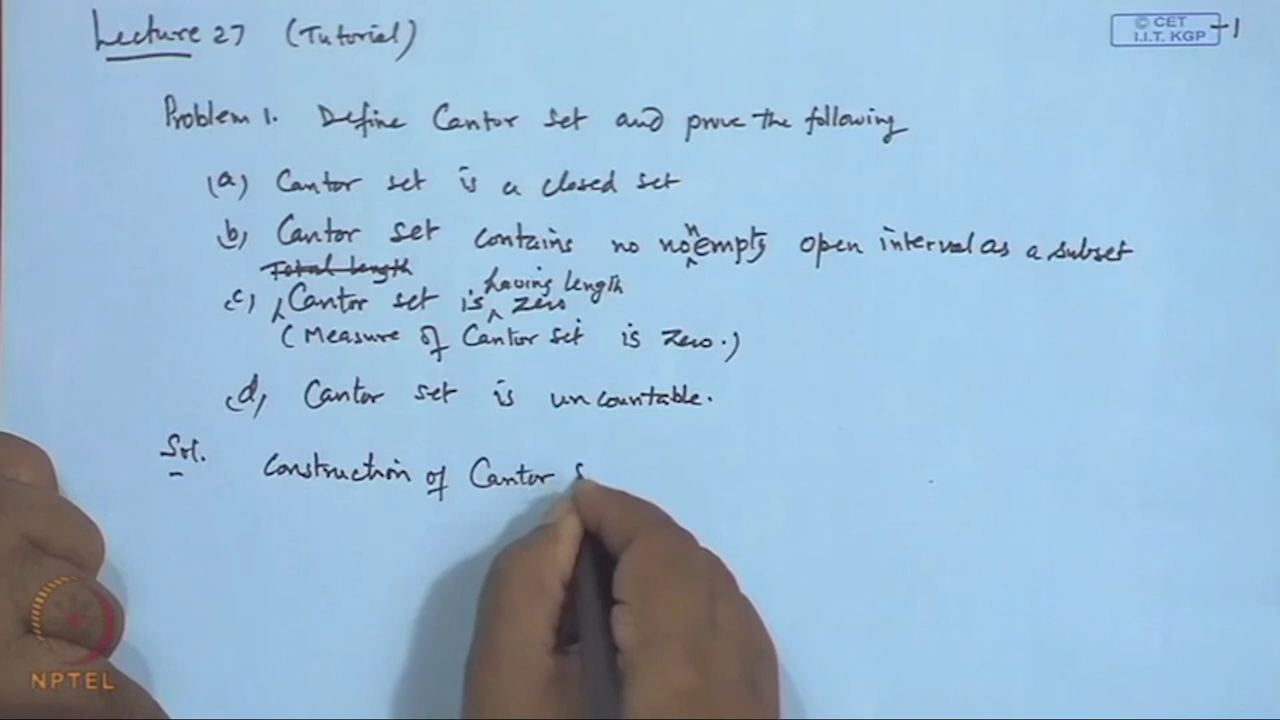 Lecture 27 (Tutorial)
© CET
I.I.T. KGP
-1
Problem 1. Define Cantor set and prove the following
(a) Cantor set is a closed set
(b) Cantor set contains no nonempty open interval as a subset
Total length
(c) Cantor set is having length zero
(Measure of Cantor set is zero.)
(d) Cantor set is uncountable.
Sol. Construction of Cantor S
NPTEL